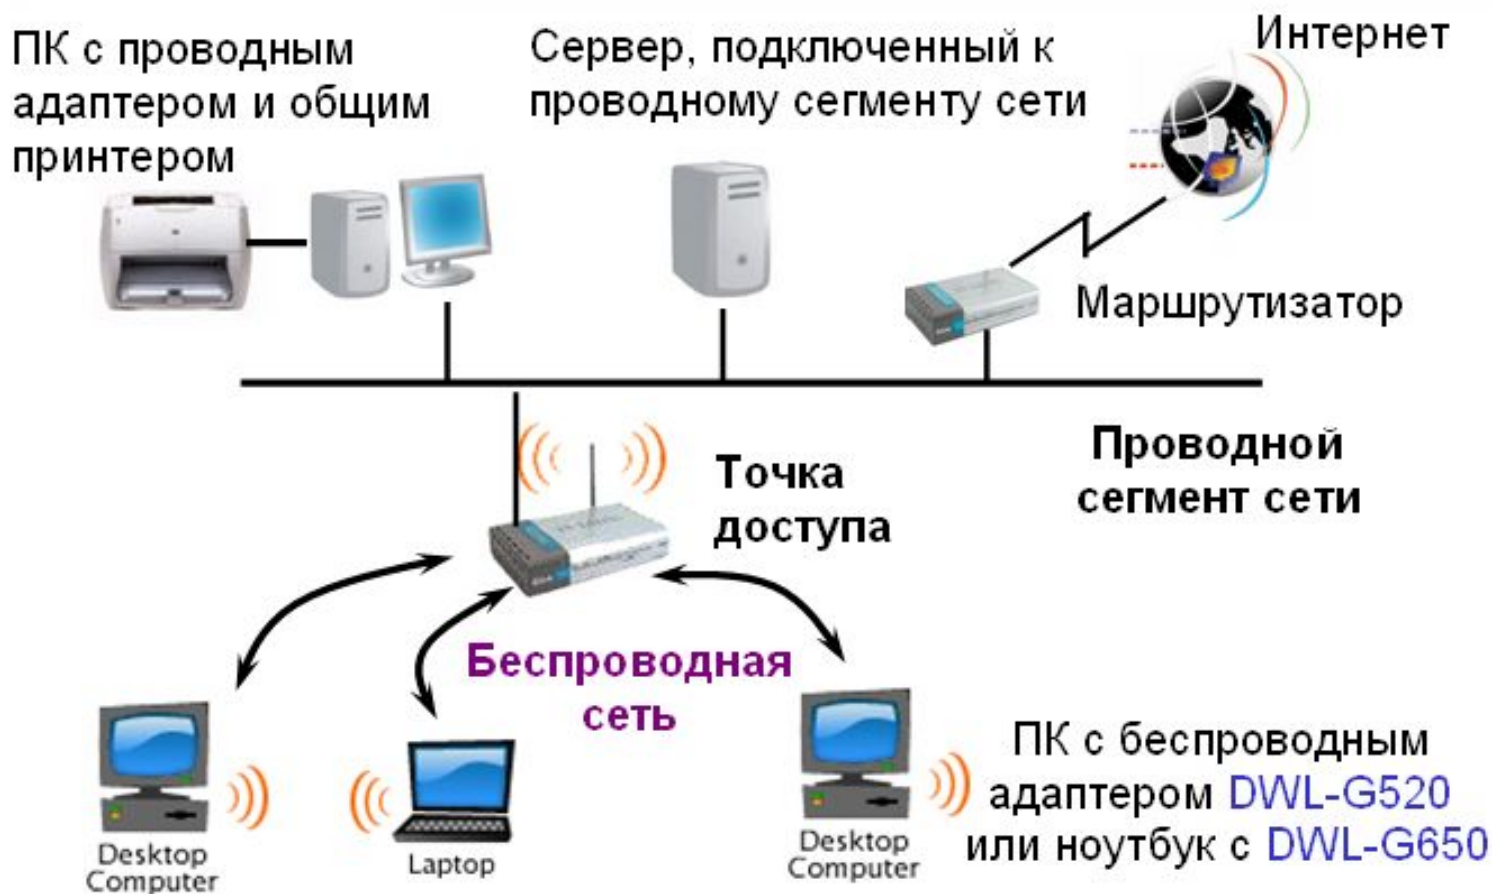 ПК с проводным
адаптером и общим
принтером
Сервер, подключенный к
проводному сегменту сети
Интернет
Маршрутизатор
Проводной
сегмент сети
Точка
доступа
Беспроводная
сеть
Desktop
Computer
Laptop
Desktop
Computer
ПК с беспроводным
адаптером DWL-G520
или ноутбук с DWL-G650